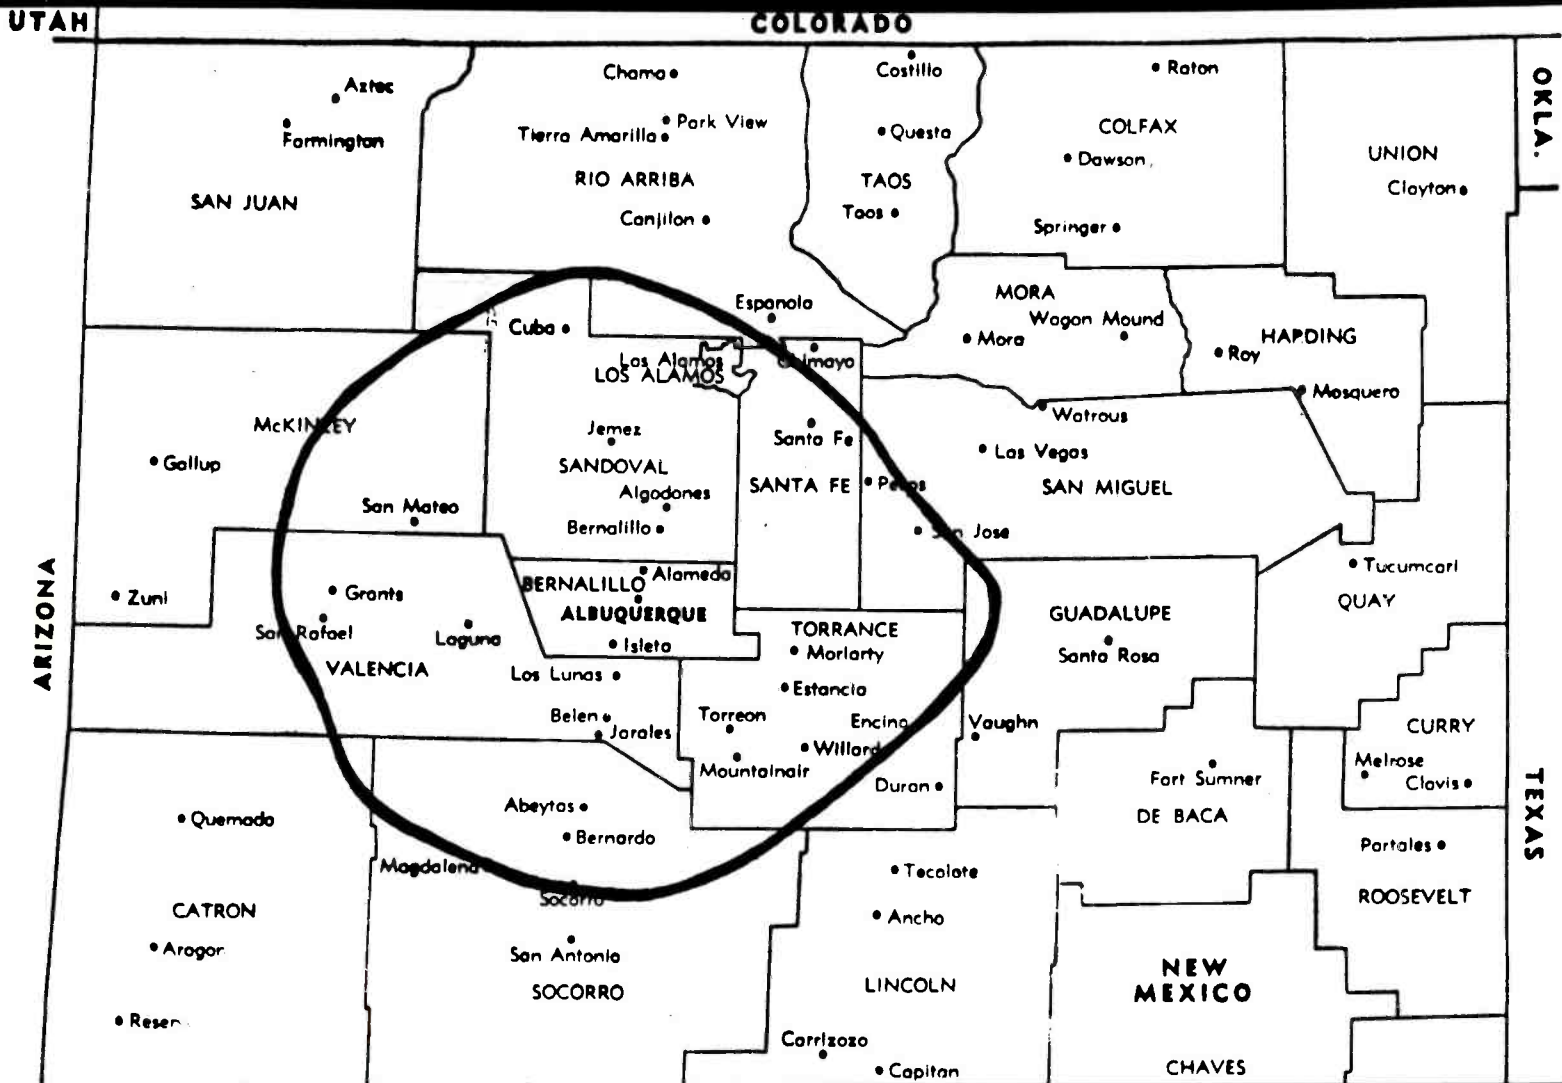 UTAH
COLORADO
OKLA.
Aztec
Farmington
SAN JUAN
Chama
Park View
Tierra Amarilla
RIO ARRIBA
Canjilon
Costillo
Questa
TAOS
Taos
Raton
COLFAX
Dawson
Springer
UNION
Clayton
Espanola
MORA
Wagon Mound
Mora
HARDING
Roy
Mosquero
Cuba
Los Alamos
LOS ALAMOS
Chimayo
McKINLEY
Gallup
San Mateo
Jemez
SANDOVAL
Algodones
Bernalillo
Santa Fe
SANTA FE
Pecos
San Jose
Watrous
Las Vegas
SAN MIGUEL
ARIZONA
Zuni
Grants
San Rafael
Laguna
VALENCIA
Alameda
BERNALILLO
ALBUQUERQUE
Isleta
Los Lunas
Belen
Jarales
TORRANCE
Moriarty
Estancia
Torreon
Encino
Willard
Mountainair
Duran
Vaughn
GUADALUPE
Santa Rosa
Tucumcari
QUAY
CURRY
Melrose
Clovis
Fort Sumner
DE BACA
TEXAS
Portales
ROOSEVELT
Quemado
CATRON
Aragon
Reser
Abeytas
Bernardo
Magdalena
Socorro
San Antonio
SOCORRO
Tecolote
Ancho
LINCOLN
Carrizozo
Capitan
NEW
MEXICO
CHAVES